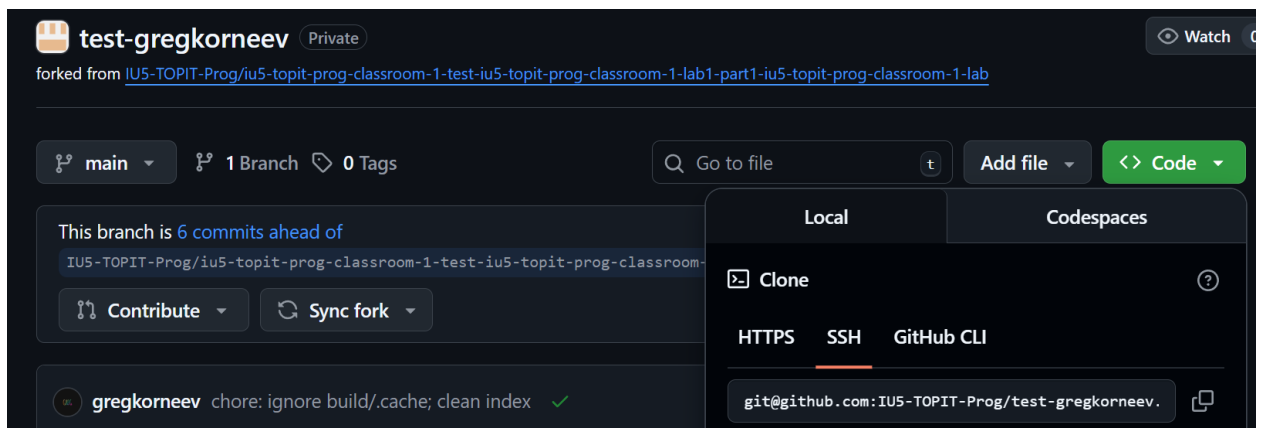 test-gregkorneev Private
Watch 0
forked from IU5-TOPIT-Prog/iu5-topit-prog-classroom-1-test-iu5-topit-prog-classroom-1-lab1-part1-iu5-topit-prog-classroom-1-lab
main 1 Branch 0 Tags Go to file t Add file Code
This branch is 6 commits ahead of
IU5-TOPIT-Prog/iu5-topit-prog-classroom-1-test-iu5-topit-prog-classroom-
Contribute Sync fork
gregkorneev chore: ignore build/.cache; clean index
Local Codespaces
Clone
HTTPS SSH GitHub CLI
git@github.com:IU5-TOPIT-Prog/test-gregkorneev.